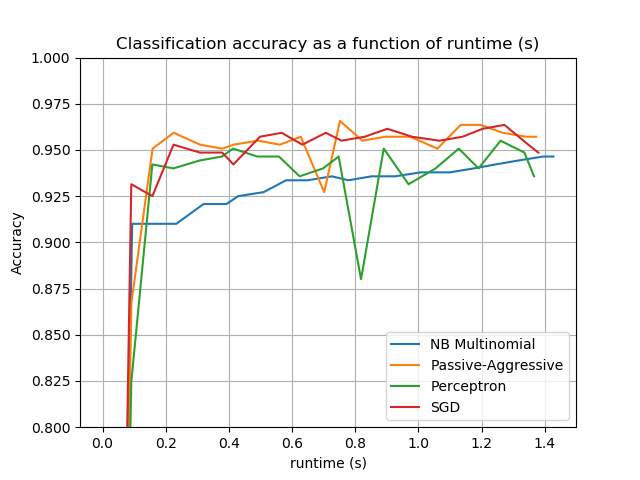 Classification accuracy as a function of runtime (s)
1.000
0.975
0.950
0.925
0.900
0.875
0.850
0.825
0.800
Accuracy
NB Multinomial
Passive-Aggressive
Perceptron
SGD
0.0 0.2 0.4 0.6 0.8 1.0 1.2 1.4
runtime (s)